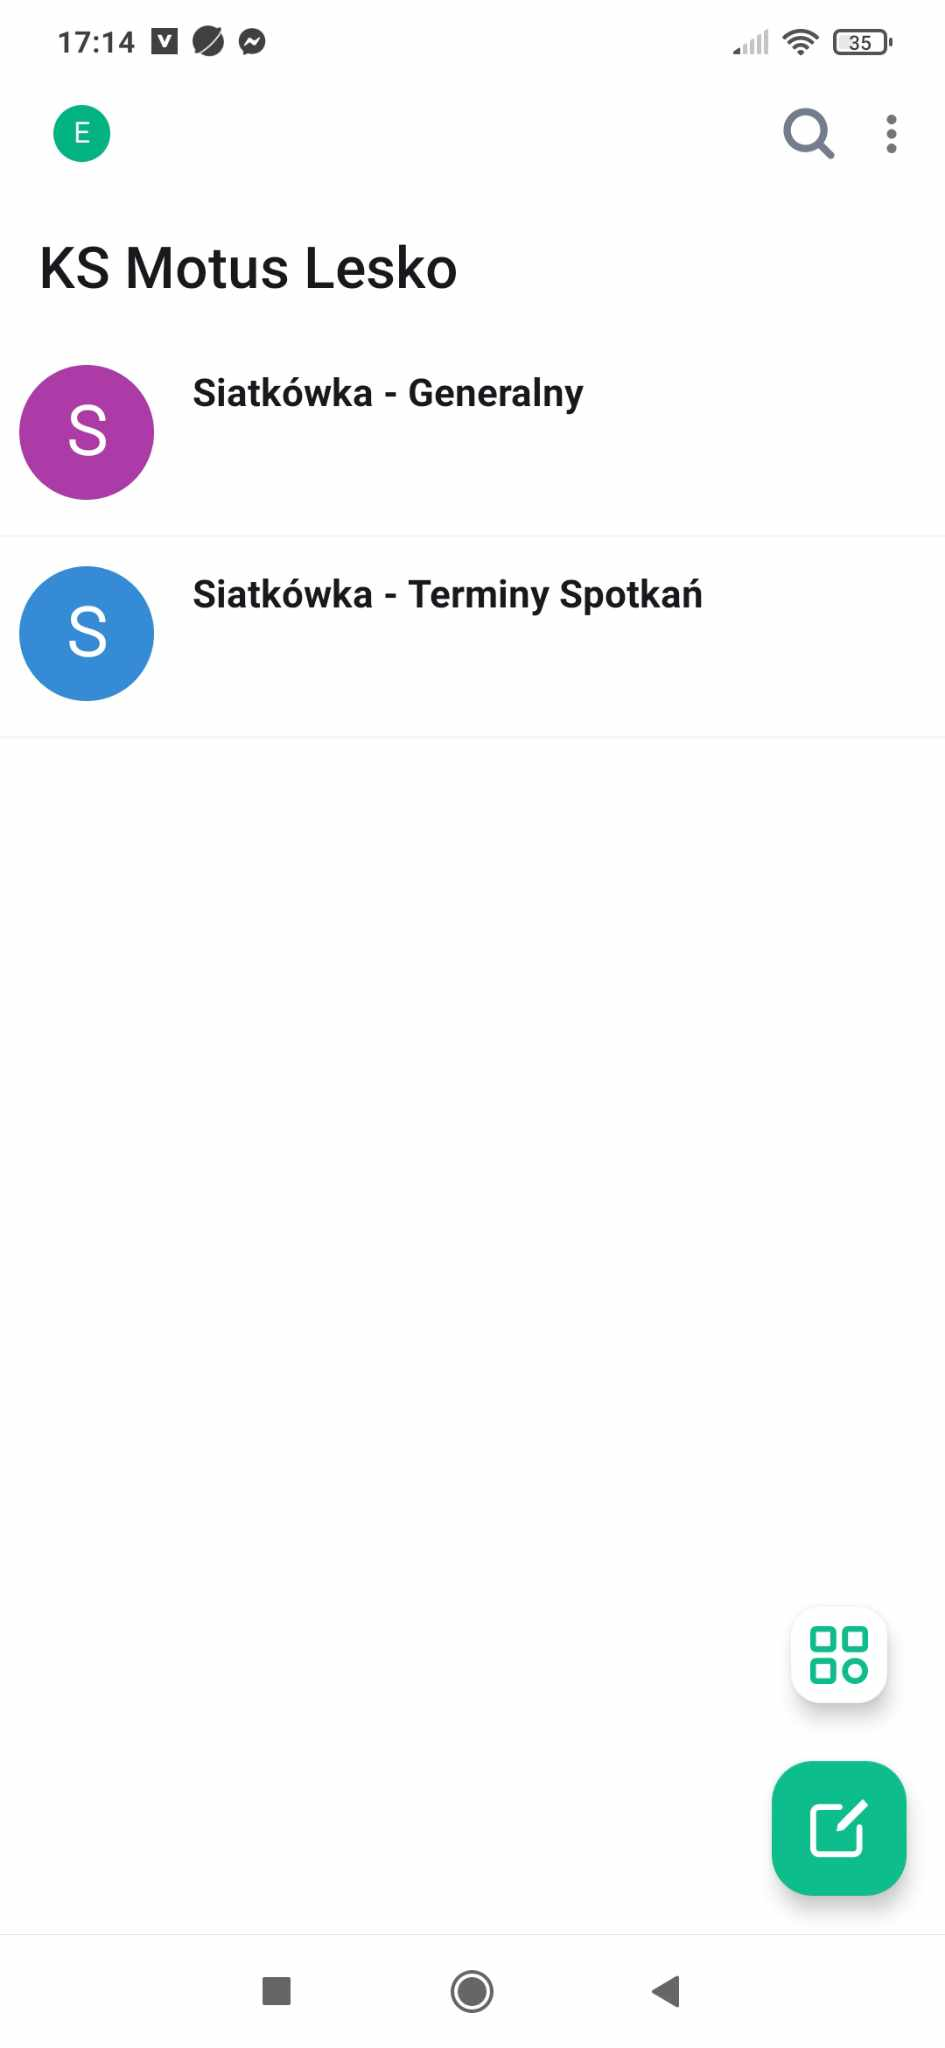 17:14
35
E
KS Motus Lesko
S
Siatkówka - Generalny
S
Siatkówka - Terminy Spotkań